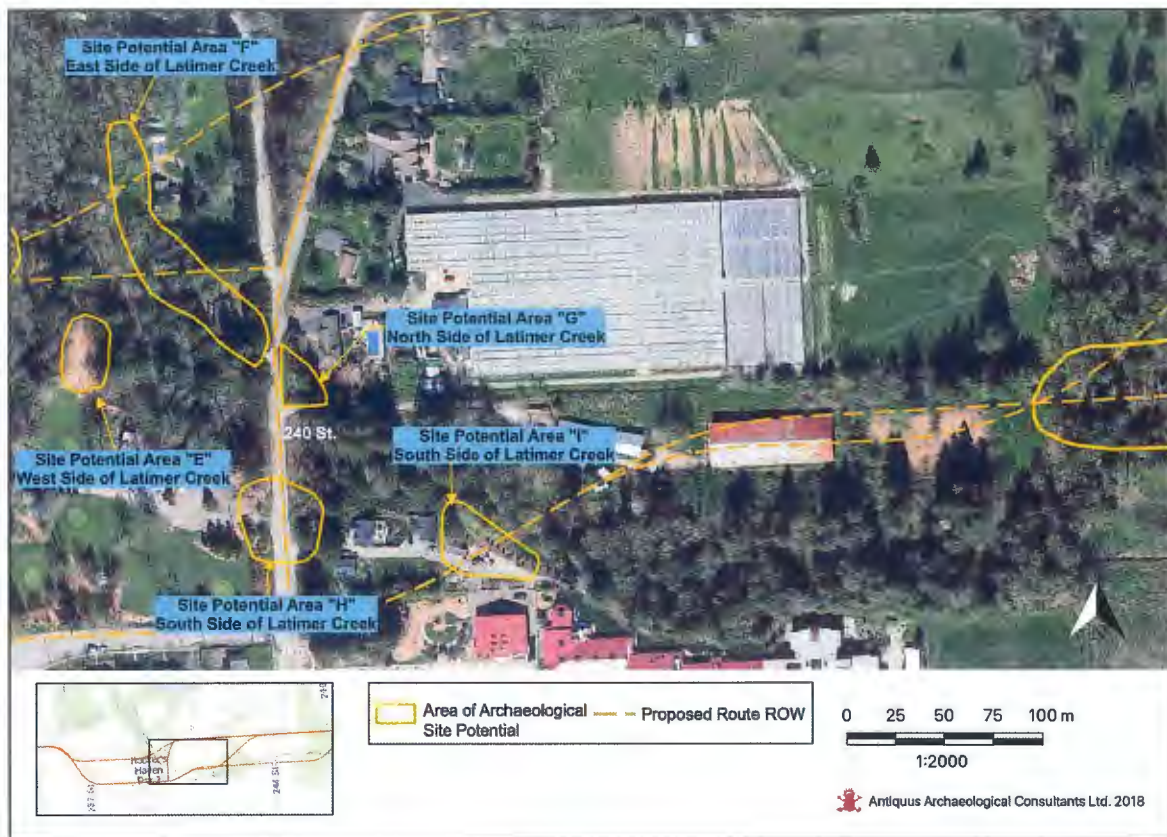 Site Potential Area "F"
East Side of Latimer Creek
Site Potential Area "G"
North Side of Latimer Creek
240 St.
Site Potential Area "I"
South Side of Latimer Creek
Site Potential Area "E"
West Side of Latimer Creek
Site Potential Area "H"
South Side of Latimer Creek
244 St
Area of Archaeological
Site Potential
Proposed Route ROW
0 25 50 75 100 m
1:2000
Antiquus Archaeological Consultants Ltd. 2018